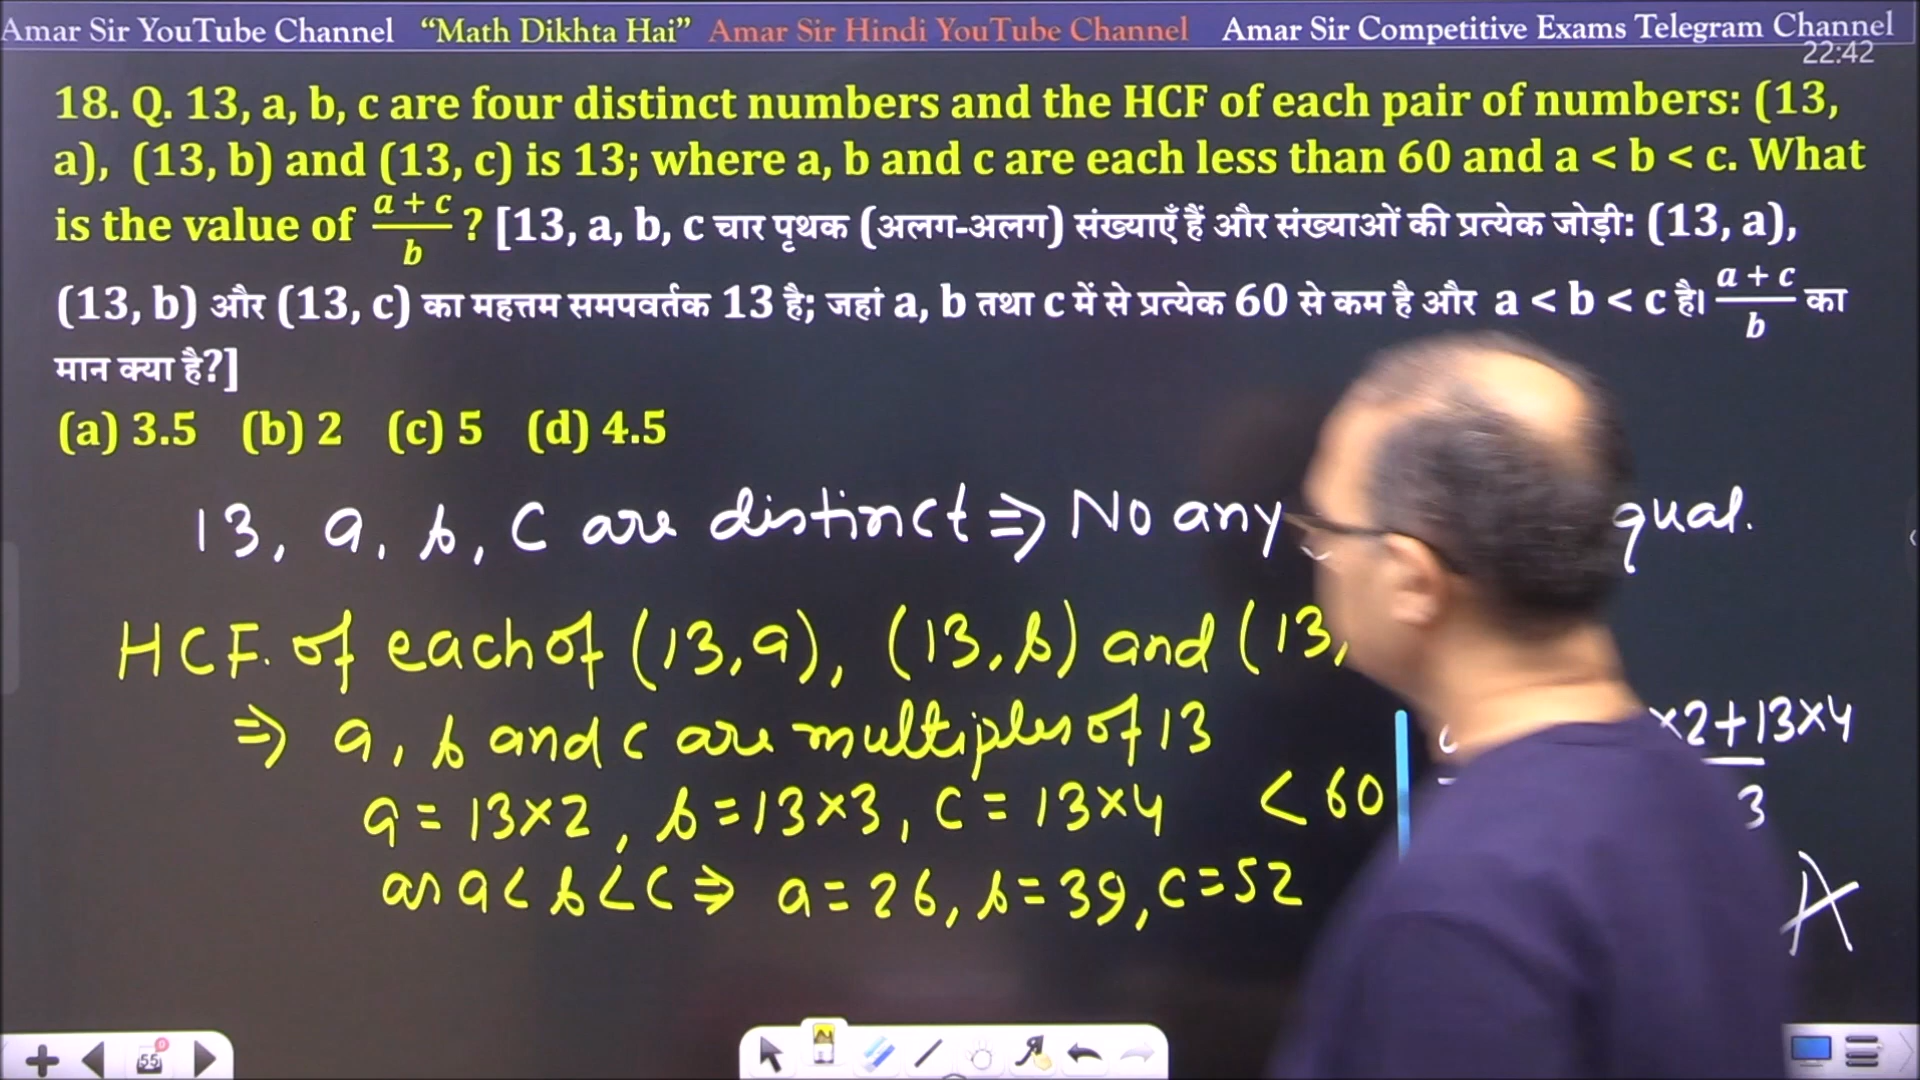 Amar Sir YouTube Channel “Math Dikhta Hai” Amar Sir Hindi YouTube Channel Amar Sir Competitive Exams Telegram Channel
22:42
18. Q. 13, a, b, c are four distinct numbers and the HCF of each pair of numbers: (13,
a), (13, b) and (13, c) is 13; where a, b and c are each less than 60 and a < b < c. What
is the value of (a + c)/b ? [13, a, b, c चार पृथक (अलग-अलग) संख्याएँ हैं और संख्याओं की प्रत्येक जोड़ी: (13, a),
(13, b) और (13, c) का महत्तम समपवर्तक 13 है; जहां a, b तथा c में से प्रत्येक 60 से कम है और a < b < c है। (a + c)/b का
मान क्या है?]
(a) 3.5 (b) 2 (c) 5 (d) 4.5
13, a, b, c are distinct ⇒ No any qual.
HCF. of each of (13, a), (13, b) and (13,
⇒ a, b and c are multiples of 13
a = 13×2, b = 13×3, c = 13×4 < 60
as a < b < c ⇒ a = 26, b = 39, c = 52
×2+13×4
3
A
55
0